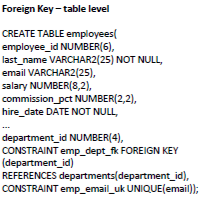 Foreign Key – table level
CREATE TABLE employees(
employee_id NUMBER(6),
last_name VARCHAR2(25) NOT NULL,
email VARCHAR2(25),
salary NUMBER(8,2),
commission_pct NUMBER(2,2),
hire_date DATE NOT NULL,
...
department_id NUMBER(4),
CONSTRAINT emp_dept_fk FOREIGN KEY
(department_id)
REFERENCES departments(department_id),
CONSTRAINT emp_email_uk UNIQUE(email));